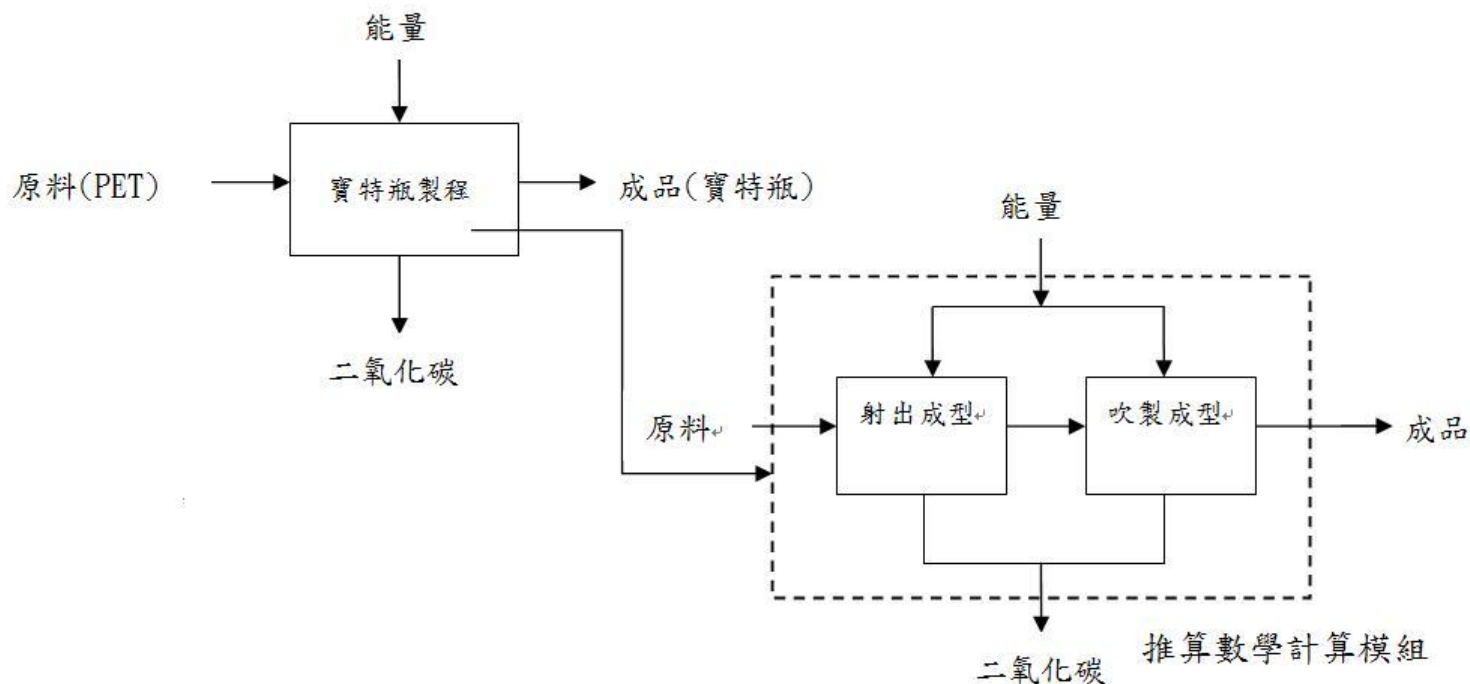 能量
原料(PET)
寶特瓶製程
成品(寶特瓶)
二氧化碳
能量
原料
射出成型
吹製成型
成品
二氧化碳
推算數學計算模組